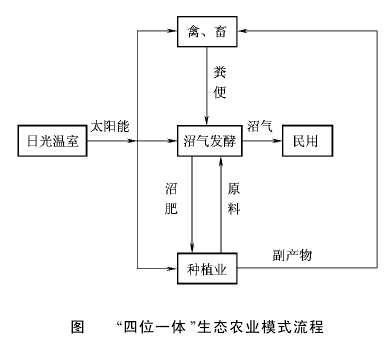 禽、畜
粪便
太阳能
沼气
日光温室
沼气发酵
民用
沼肥
原料
副产物
种植业
图 “四位一体”生态农业模式流程